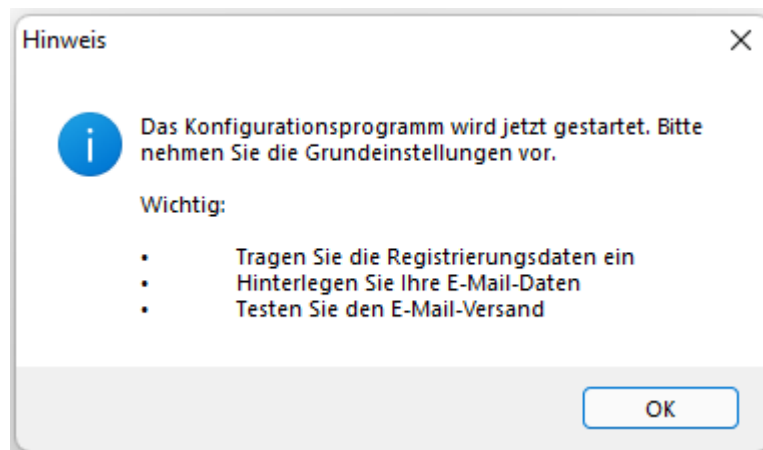 Hinweis
Das Konfigurationsprogramm wird jetzt gestartet. Bitte
nehmen Sie die Grundeinstellungen vor.
Wichtig:
• Tragen Sie die Registrierungsdaten ein
• Hinterlegen Sie Ihre E-Mail-Daten
• Testen Sie den E-Mail-Versand
OK